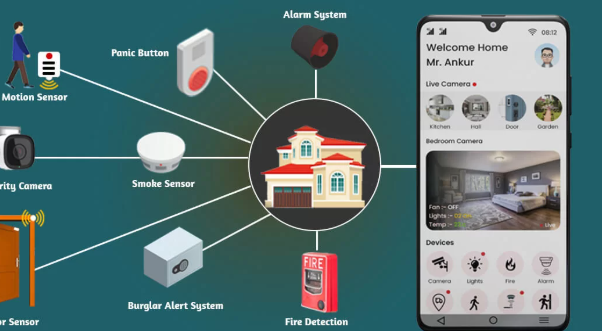 Alarm System
Panic Button
Motion Sensor
rity Camera
Smoke Sensor
Burglar Alert System
or Sensor
FIRE
Fire Detection
08:12
Welcome Home
Mr. Ankur
Live Camera
Kitchen Hall Door Garden
Bedroom Camera
Fan :- OFF
Lights :-
Temp :-
Live
Devices
Camera Lights Fire Alarm